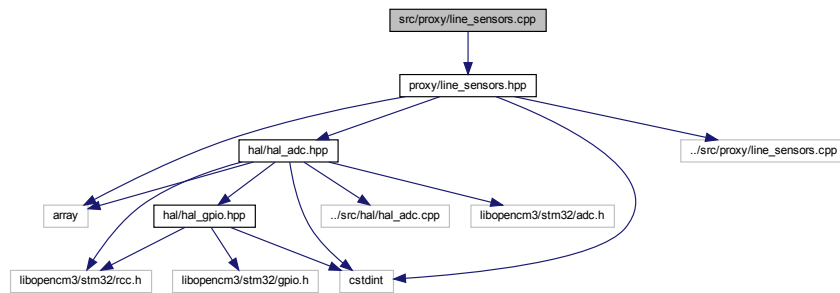 src/proxy/line_sensors.cpp
proxy/line_sensors.hpp
hal/hal_adc.hpp
../src/proxy/line_sensors.cpp
array
hal/hal_gpio.hpp
../src/hal/hal_adc.cpp
libopencm3/stm32/adc.h
libopencm3/stm32/rcc.h
libopencm3/stm32/gpio.h
cstdint